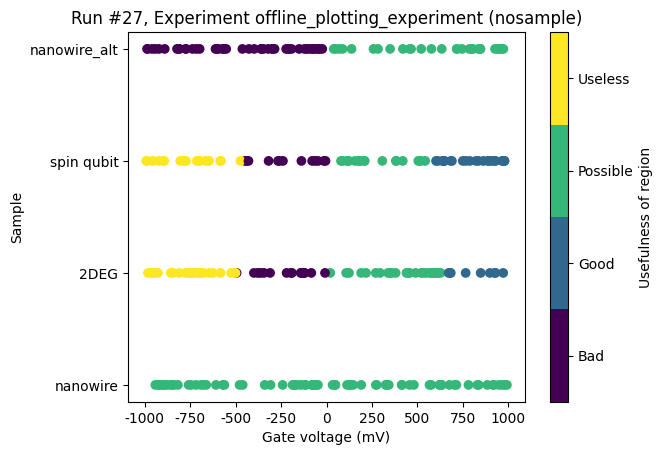 Run #27, Experiment offline_plotting_experiment (nosample)
nanowire_alt
spin qubit
2DEG
nanowire
Sample
-1000 -750 -500 -250 0 250 500 750 1000
Gate voltage (mV)
Useless
Possible
Good
Bad
Usefulness of region